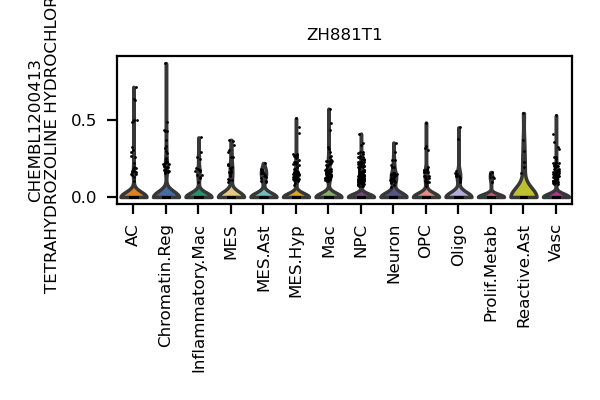 ZH881T1
CHEMBL1200413
TETRAHYDROZOLINE HYDROCHLOR
0.5
0.0
AC
Chromatin.Reg
Inflammatory.Mac
MES
MES.Ast
MES.Hyp
Mac
NPC
Neuron
OPC
Oligo
Prolif.Metab
Reactive.Ast
Vasc